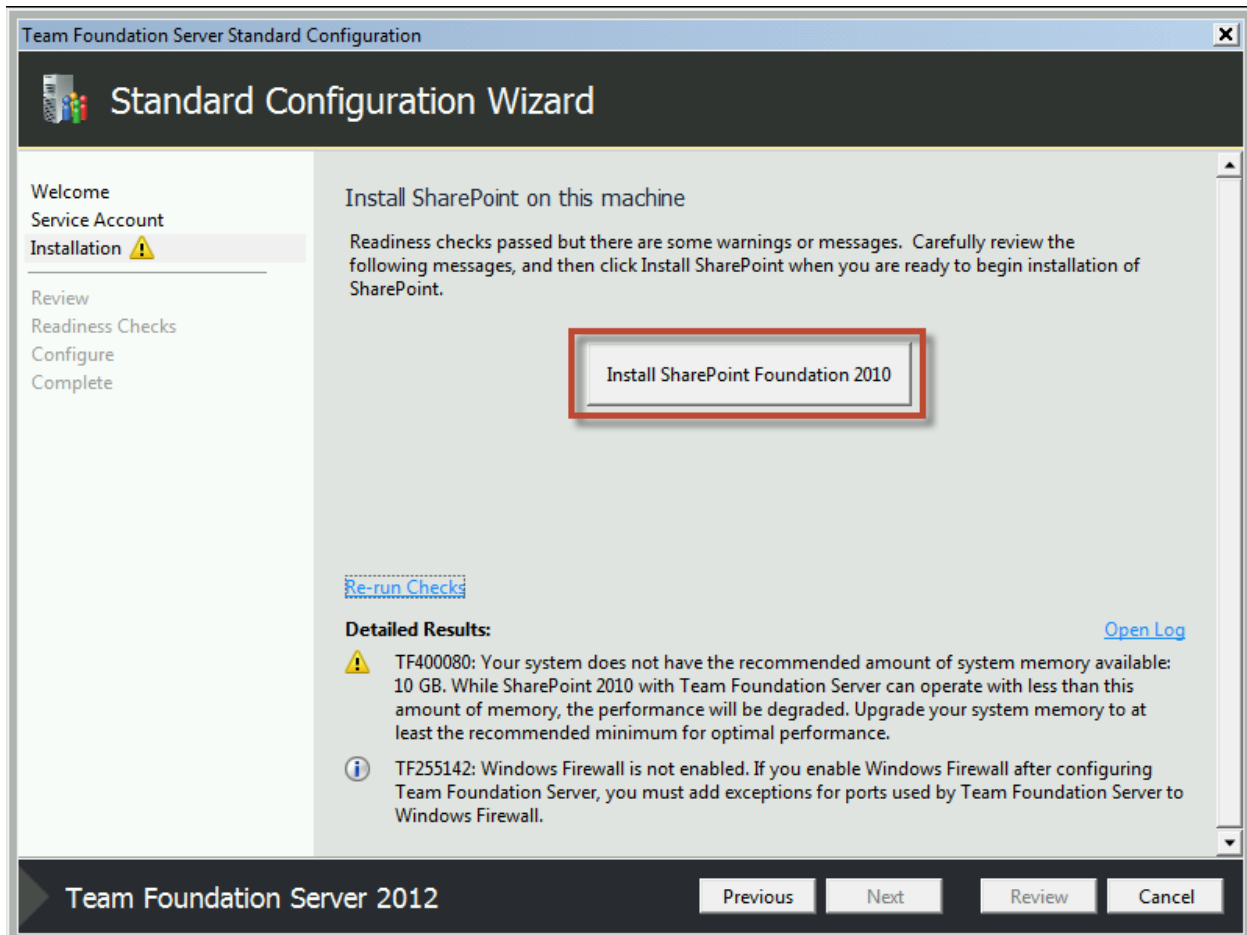 Team Foundation Server Standard Configuration
Standard Configuration Wizard
Welcome
Service Account
Installation
Review
Readiness Checks
Configure
Complete
Install SharePoint on this machine
Readiness checks passed but there are some warnings or messages. Carefully review the
following messages, and then click Install SharePoint when you are ready to begin installation of
SharePoint.
Install SharePoint Foundation 2010
Re-run Checks
Detailed Results:
Open Log
TF400080: Your system does not have the recommended amount of system memory available:
10 GB. While SharePoint 2010 with Team Foundation Server can operate with less than this
amount of memory, the performance will be degraded. Upgrade your system memory to at
least the recommended minimum for optimal performance.
TF255142: Windows Firewall is not enabled. If you enable Windows Firewall after configuring
Team Foundation Server, you must add exceptions for ports used by Team Foundation Server to
Windows Firewall.
Team Foundation Server 2012
Previous
Next
Review
Cancel